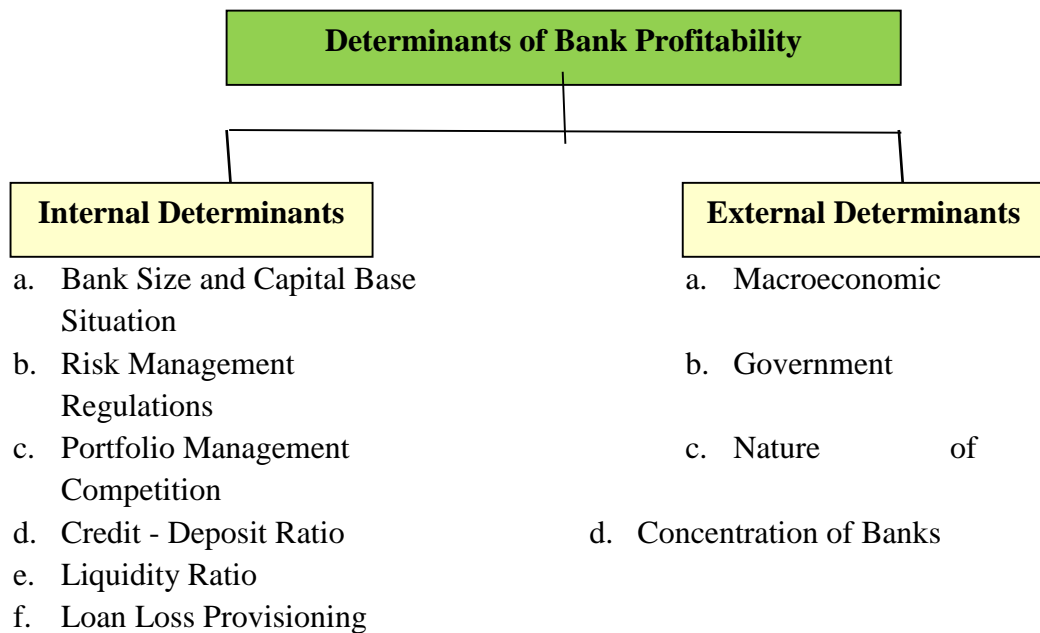 Determinants of Bank Profitability
Internal Determinants
External Determinants
a. Bank Size and Capital Base a. Macroeconomic
Situation
b. Risk Management b. Government
Regulations
c. Portfolio Management c. Nature of
Competition
d. Credit - Deposit Ratio d. Concentration of Banks
e. Liquidity Ratio
f. Loan Loss Provisioning